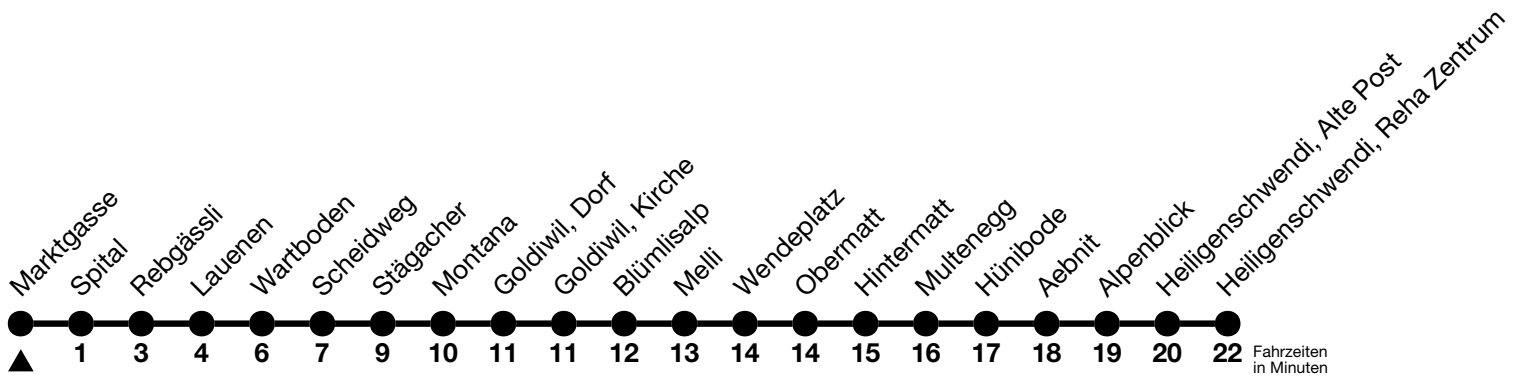 Marktgasse
Spital
Rebgässli
Lauenen
Wartboden
Scheidweg
Stägacher
Montana
Goldiwil, Dorf
Goldiwil, Kirche
Blümlisalp
Melli
Wendeplatz
Obermatt
Hintermatt
Multenegg
Hünibode
Aebnit
Alpenblick
Heiligenschwendi, Alte Post
Heiligenschwendi, Reha Zentrum
1 3 4 6 7 9 10 11 11 12 13 14 14 15 16 17 18 19 20 22
Fahrzeiten
in Minuten